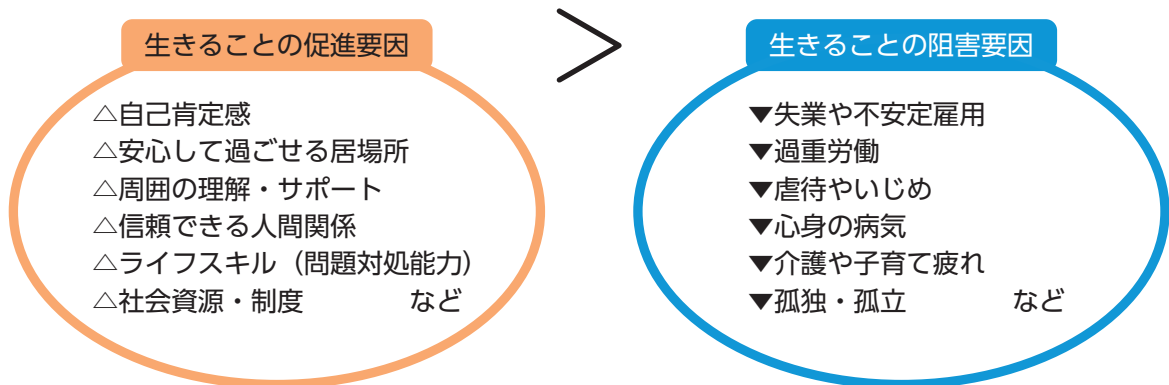 生きることの促進要因
△自己肯定感
△安心して過ごせる居場所
△周囲の理解・サポート
△信頼できる人間関係
△ライフスキル（問題対処能力）
△社会資源・制度　　　　など
＞
生きることの阻害要因
▼失業や不安定雇用
▼過重労働
▼虐待やいじめ
▼心身の病気
▼介護や子育て疲れ
▼孤独・孤立　　　　など